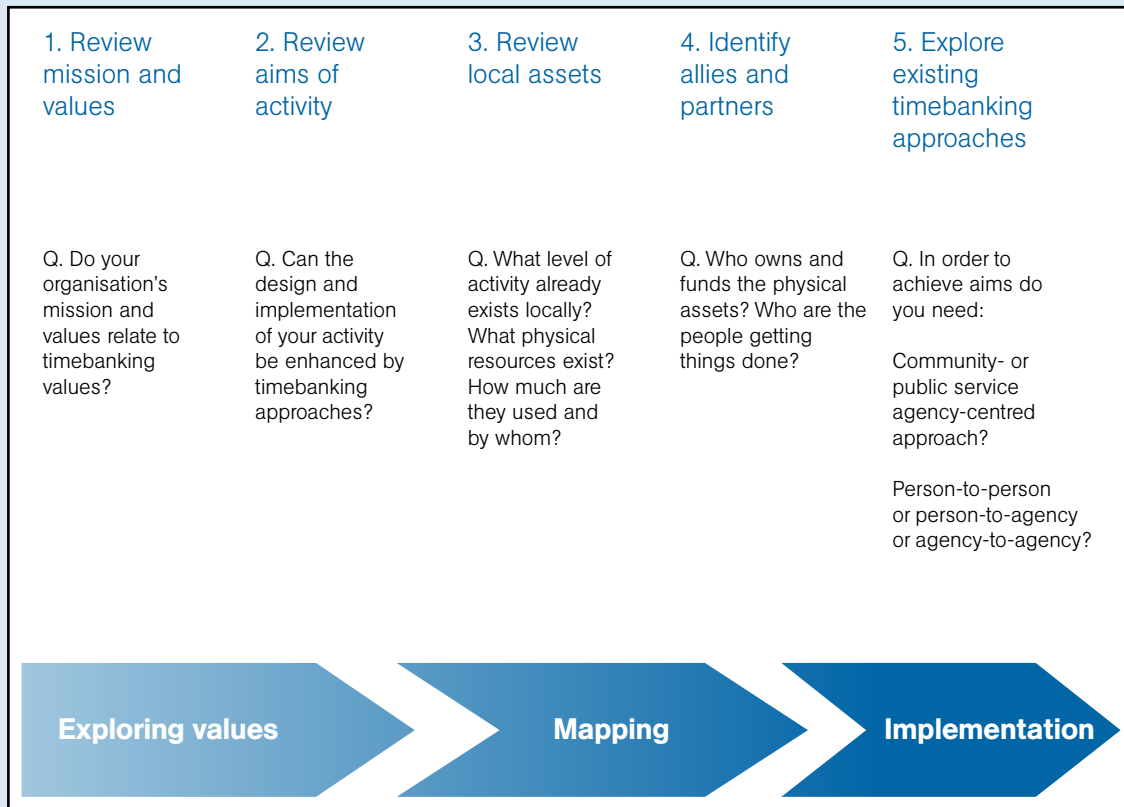 1. Review
mission and
values
2. Review
aims of
activity
3. Review
local assets
4. Identify
allies and
partners
5. Explore
existing
timebanking
approaches
Q. Do your
organisation’s
mission and
values relate to
timebanking
values?
Q. Can the
design and
implementation
of your activity
be enhanced by
timebanking
approaches?
Q. What level of
activity already
exists locally?
What physical
resources exist?
How much are
they used and
by whom?
Q. Who owns and
funds the physical
assets? Who are the
people getting
things done?
Q. In order to
achieve aims do
you need:
Community- or
public service
agency-centred
approach?
Person-to-person
or person-to-agency
or agency-to-agency?
Exploring values
Mapping
Implementation